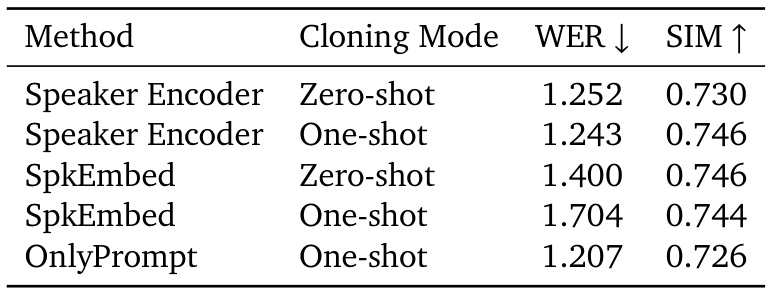 Method Cloning Mode WER ↓ SIM ↑
Speaker Encoder Zero-shot 1.252 0.730
Speaker Encoder One-shot 1.243 0.746
SpkEmbed Zero-shot 1.400 0.746
SpkEmbed One-shot 1.704 0.744
OnlyPrompt One-shot 1.207 0.726